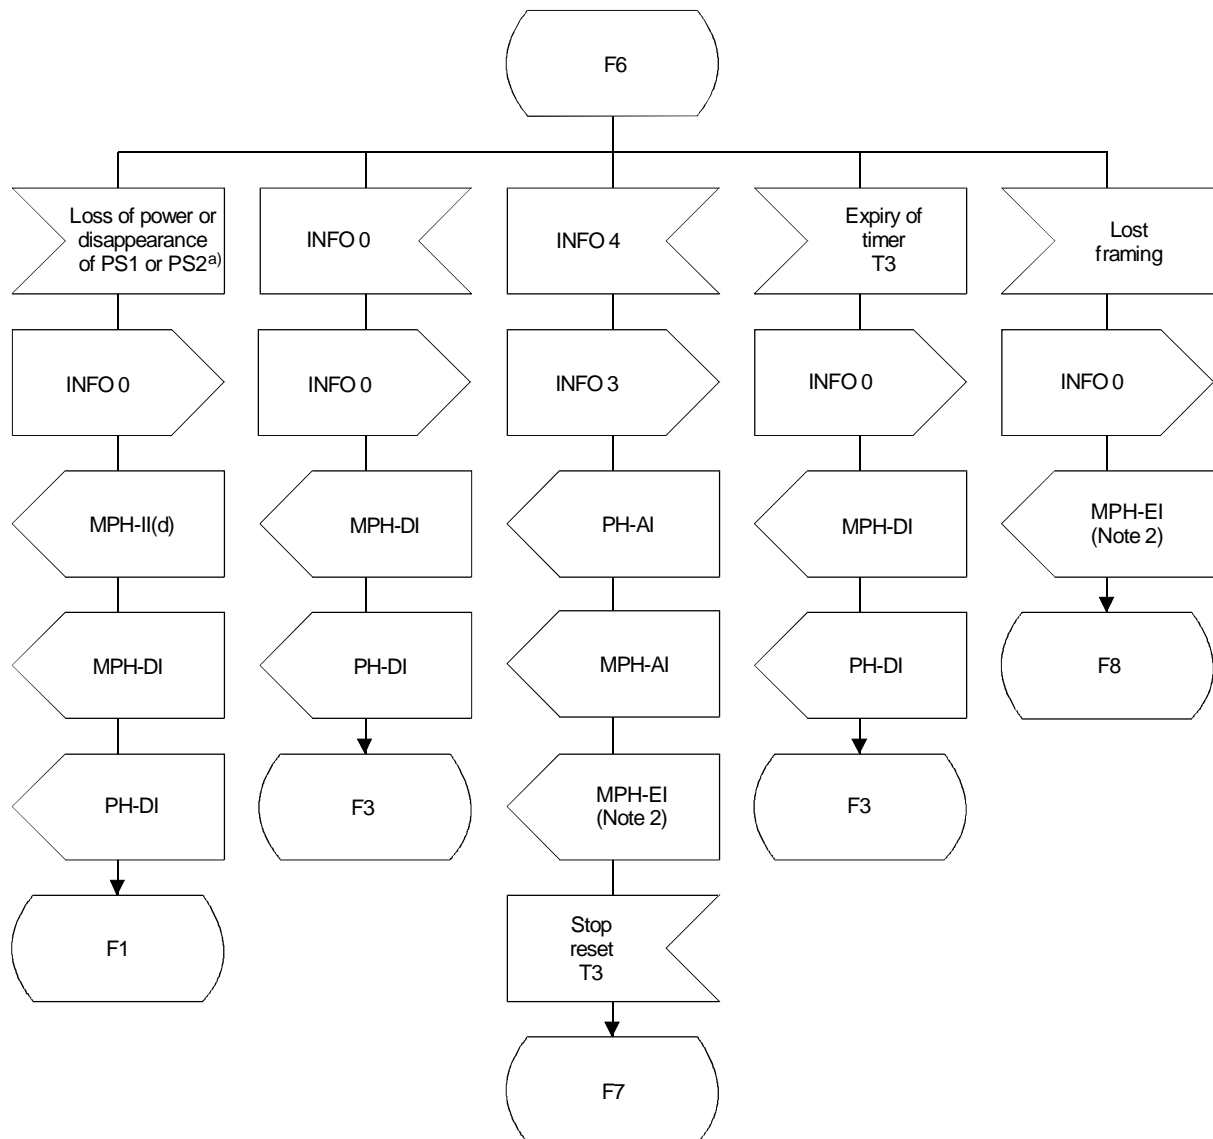 F6
Loss of power or
disappearance
of PS1 or PS2a)
INFO 0
INFO 4
Expiry of
timer
T3
Lost
framing
INFO 0
INFO 0
INFO 3
INFO 0
INFO 0
MPH-II(d)
MPH-DI
PH-AI
MPH-DI
MPH-EI
(Note 2)
MPH-DI
PH-DI
MPH-AI
PH-DI
F8
PH-DI
F3
MPH-EI
(Note 2)
F3
F1
Stop
reset
T3
F7